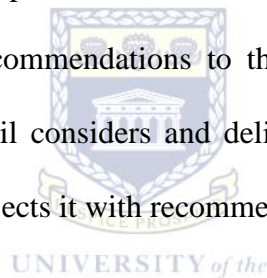 commendations to th
il considers and deli
ects it with recomme
UNIVERSITY of the